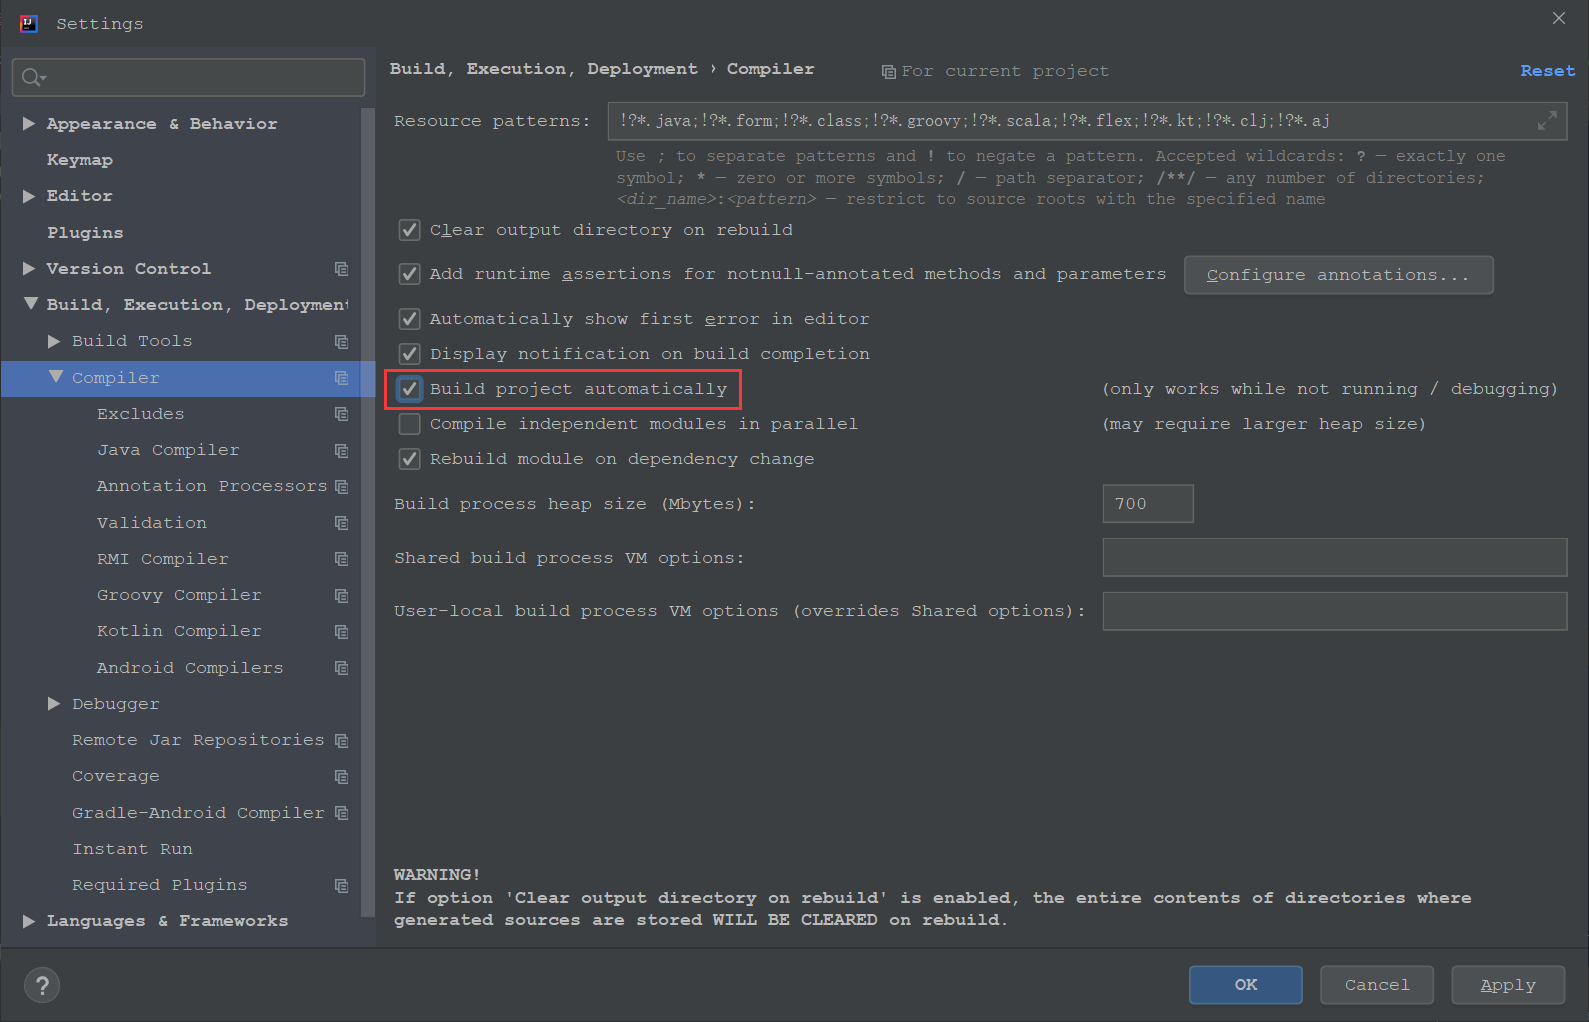 Settings
Build, Execution, Deployment › Compiler
For current project
Reset
Appearance & Behavior
Keymap
Editor
Plugins
Version Control
Build, Execution, Deployment
Build Tools
Compiler
Excludes
Java Compiler
Annotation Processors
Validation
RMI Compiler
Groovy Compiler
Kotlin Compiler
Android Compilers
Debugger
Remote Jar Repositories
Coverage
Gradle-Android Compiler
Instant Run
Required Plugins
Languages & Frameworks
Resource patterns: !?*.java;!?*.form;!?*.class;!?*.groovy;!?*.scala;!?*.flex;!?*.kt;!?*.clj;!?*.aj
Use ; to separate patterns and ! to negate a pattern. Accepted wildcards: ? — exactly one
symbol; * — zero or more symbols; / — path separator; /**/ — any number of directories;
<dir_name>:<pattern> — restrict to source roots with the specified name
Clear output directory on rebuild
Add runtime assertions for notnull-annotated methods and parameters
Configure annotations...
Automatically show first error in editor
Display notification on build completion
Build project automatically (only works while not running / debugging)
Compile independent modules in parallel (may require larger heap size)
Rebuild module on dependency change
Build process heap size (Mbytes): 700
Shared build process VM options:
User-local build process VM options (overrides Shared options):
WARNING!
If option 'Clear output directory on rebuild' is enabled, the entire contents of directories where
generated sources are stored WILL BE CLEARED on rebuild.
?
OK
Cancel
Apply